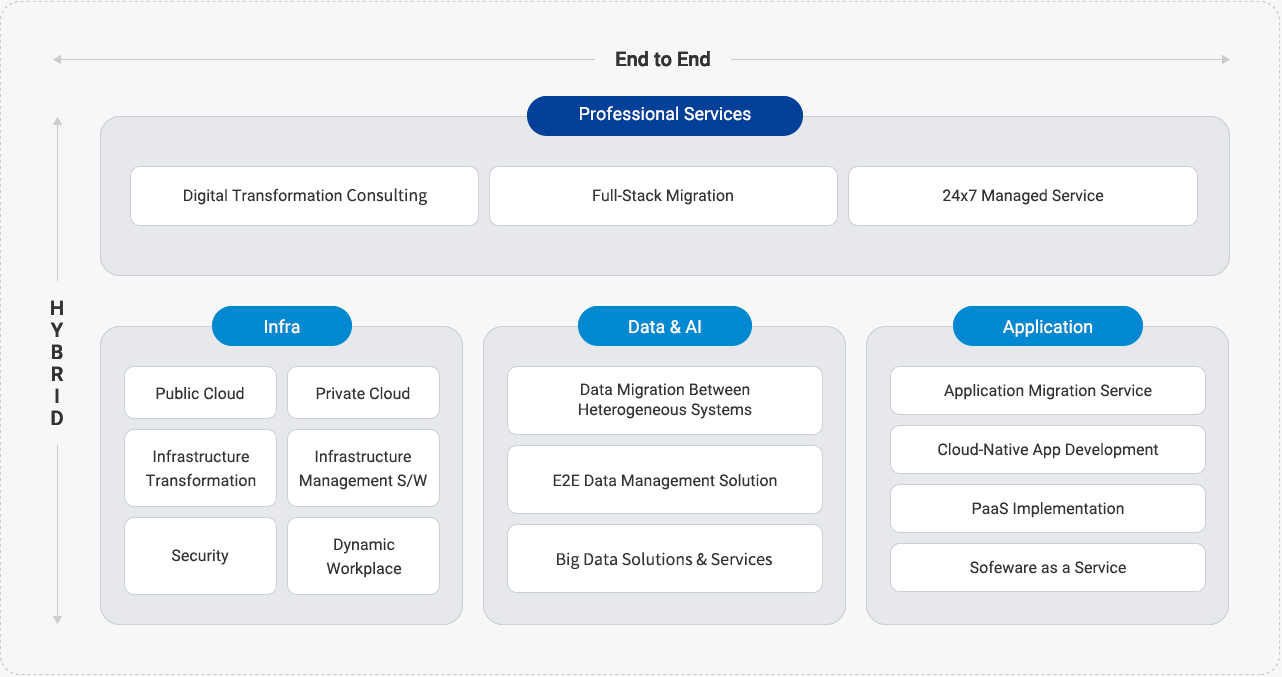 End to End
Professional Services
Digital Transformation Consulting
Full-Stack Migration
24x7 Managed Service
HYBRID
Infra
Public Cloud
Private Cloud
Infrastructure
Transformation
Infrastructure
Management S/W
Security
Dynamic
Workplace
Data & AI
Data Migration Between
Heterogeneous Systems
E2E Data Management Solution
Big Data Solutions & Services
Application
Application Migration Service
Cloud-Native App Development
PaaS Implementation
Sofeware as a Service